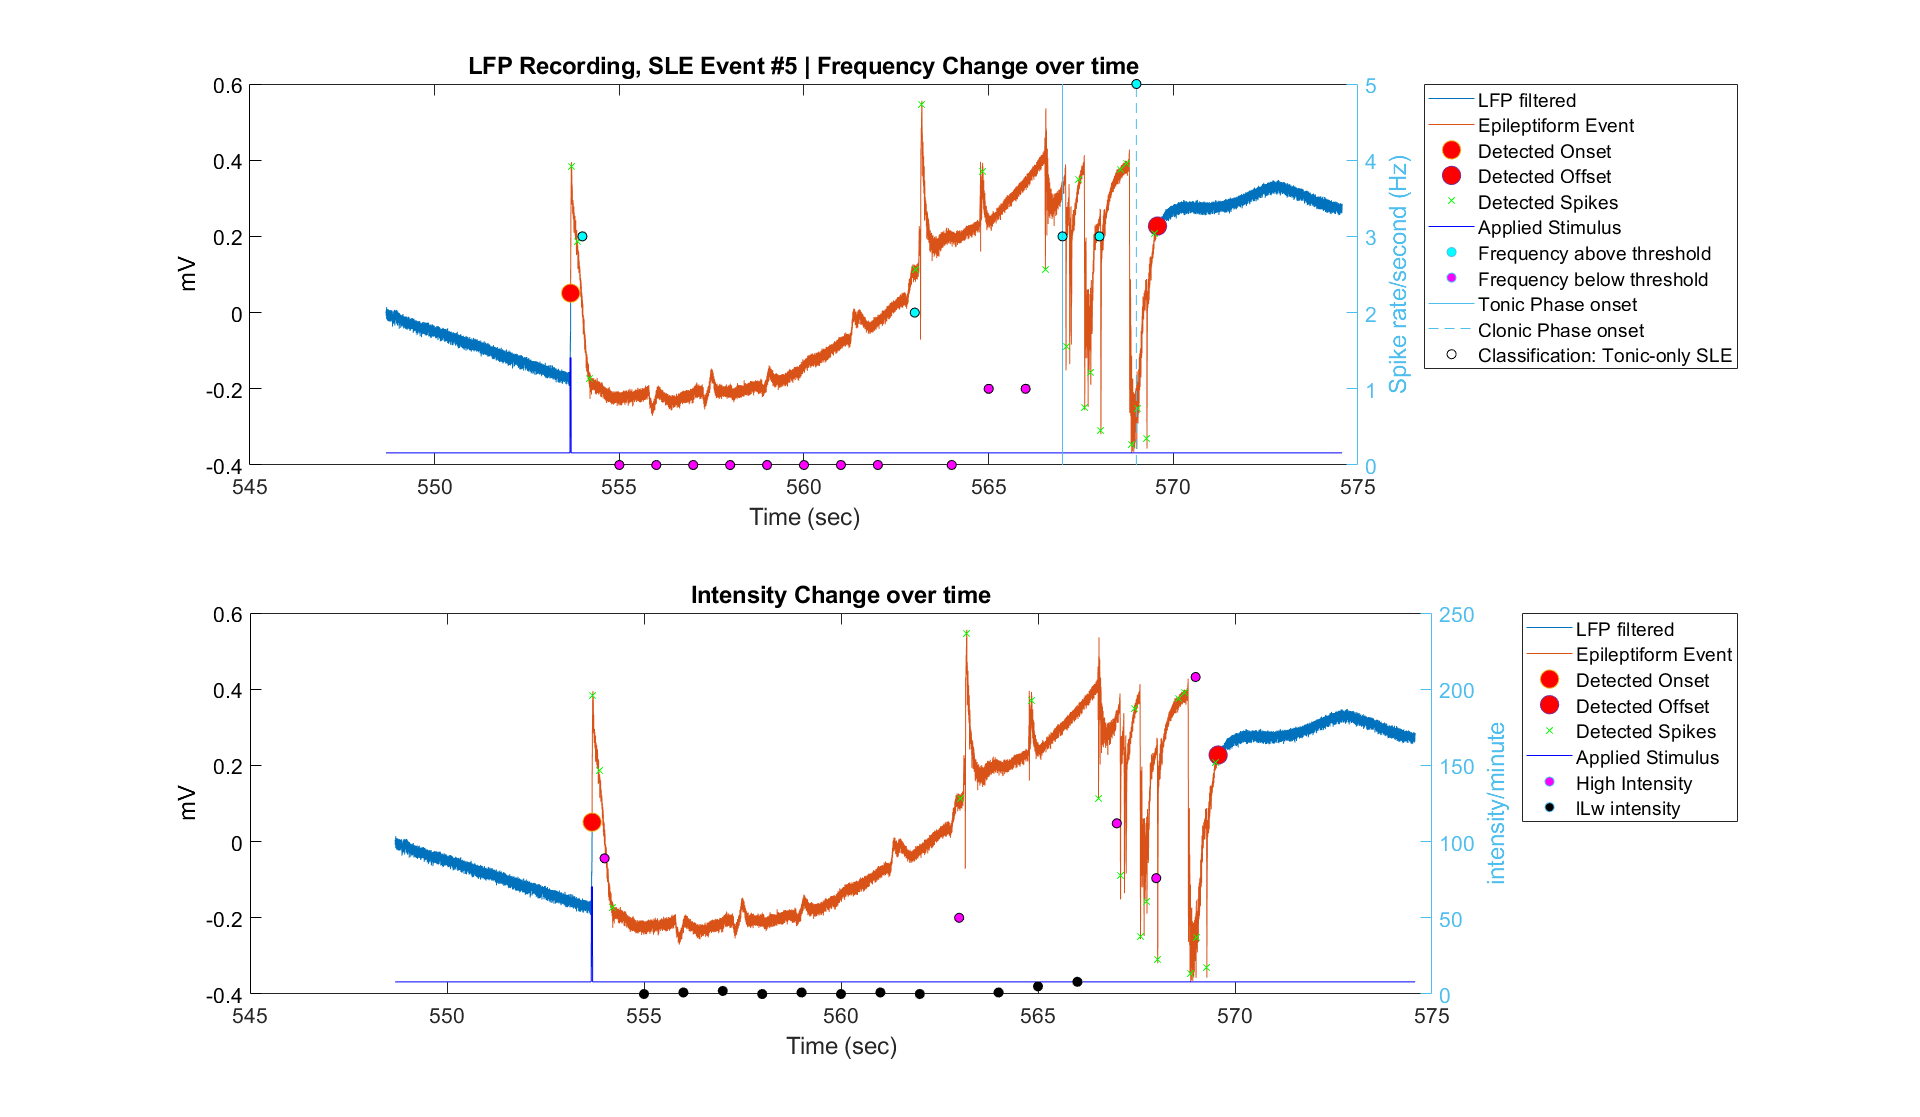 LFP Recording, SLE Event #5 | Frequency Change over time
0.6
0.4
0.2
0
-0.2
-0.4
mV
545
550
555
560
565
570
575
Time (sec)
5
4
3
2
1
0
Spike rate/second (Hz)
LFP filtered
Epileptiform Event
Detected Onset
Detected Offset
Detected Spikes
Applied Stimulus
Frequency above threshold
Frequency below threshold
Tonic Phase onset
Clonic Phase onset
Classification: Tonic-only SLE
Intensity Change over time
0.6
0.4
0.2
0
-0.2
-0.4
mV
545
550
555
560
565
570
575
Time (sec)
250
200
150
100
50
0
intensity/minute
LFP filtered
Epileptiform Event
Detected Onset
Detected Offset
Detected Spikes
Applied Stimulus
High Intensity
lLw intensity